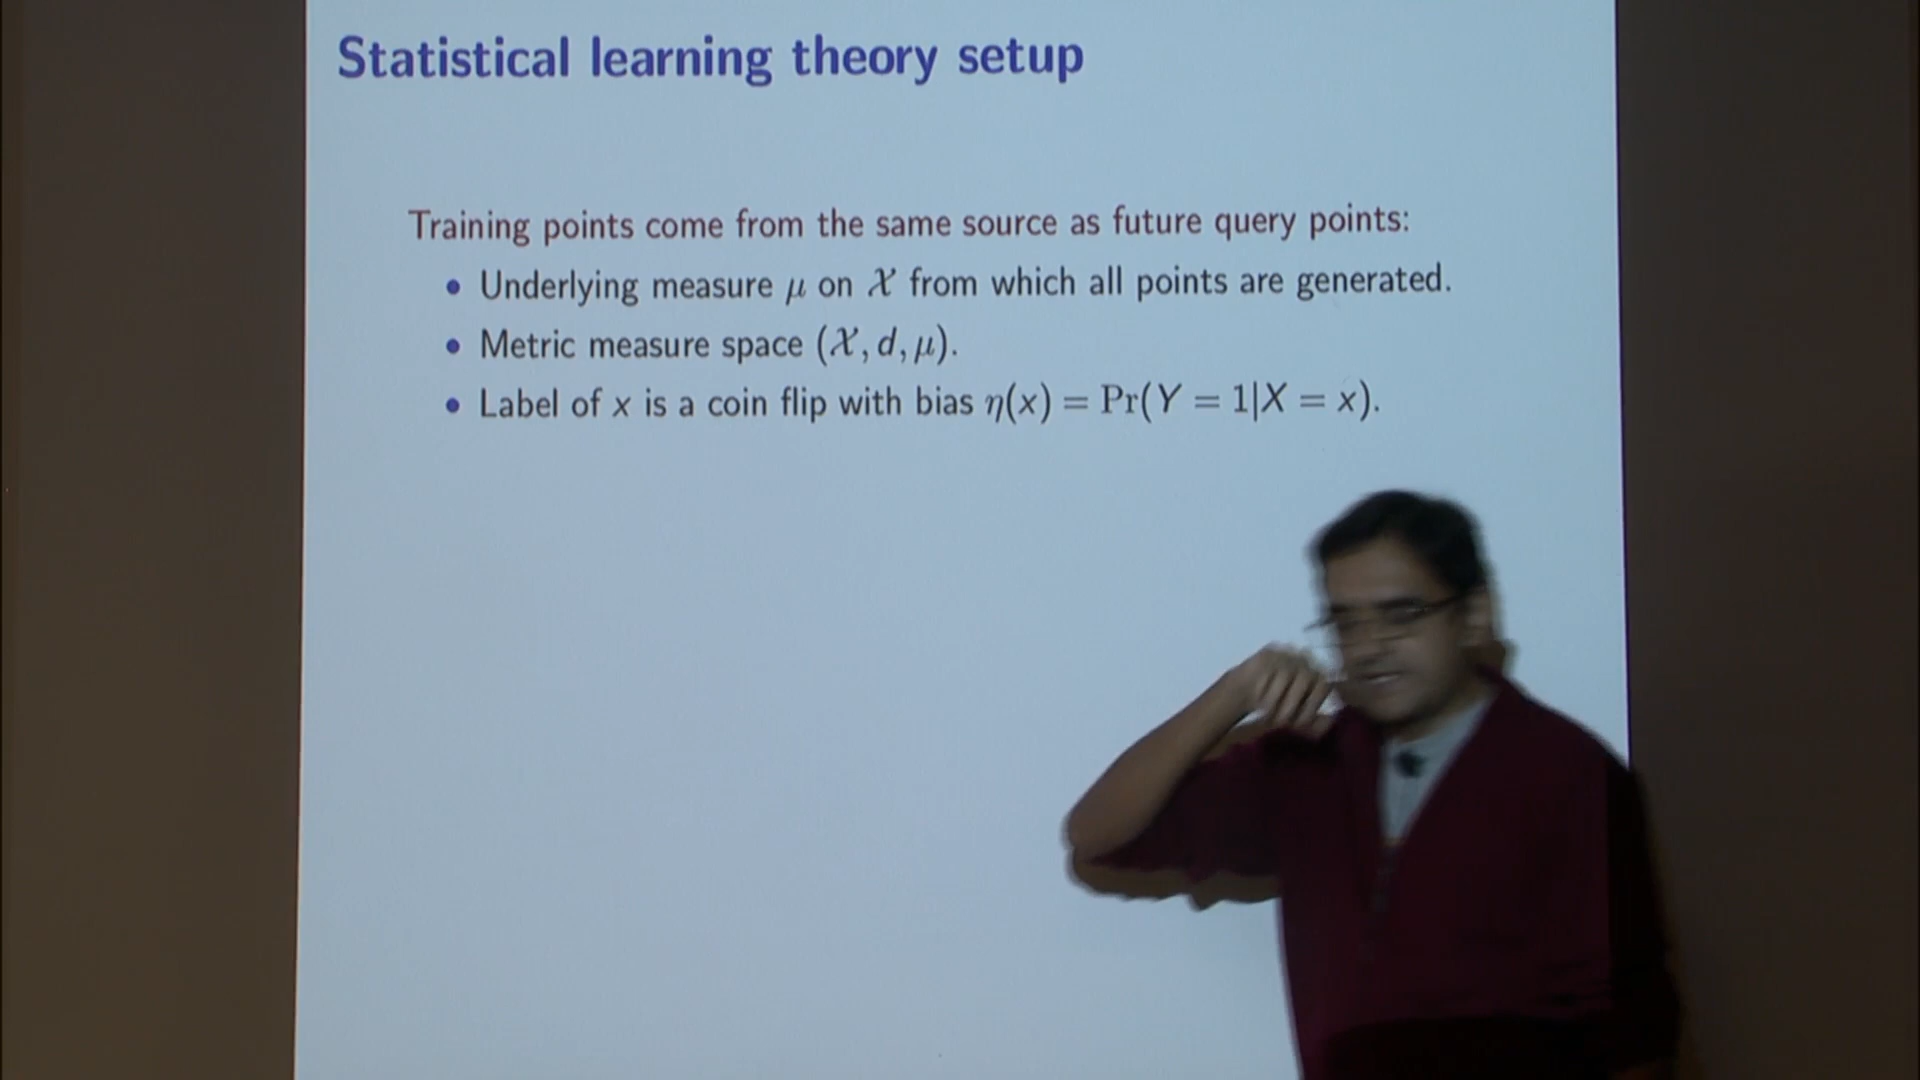 Statistical learning theory setup
Training points come from the same source as future query points:
• Underlying measure μ on 𝒳 from which all points are generated.
• Metric measure space (𝒳, d, μ).
• Label of x is a coin flip with bias η(x) = Pr(Y = 1|X = x).